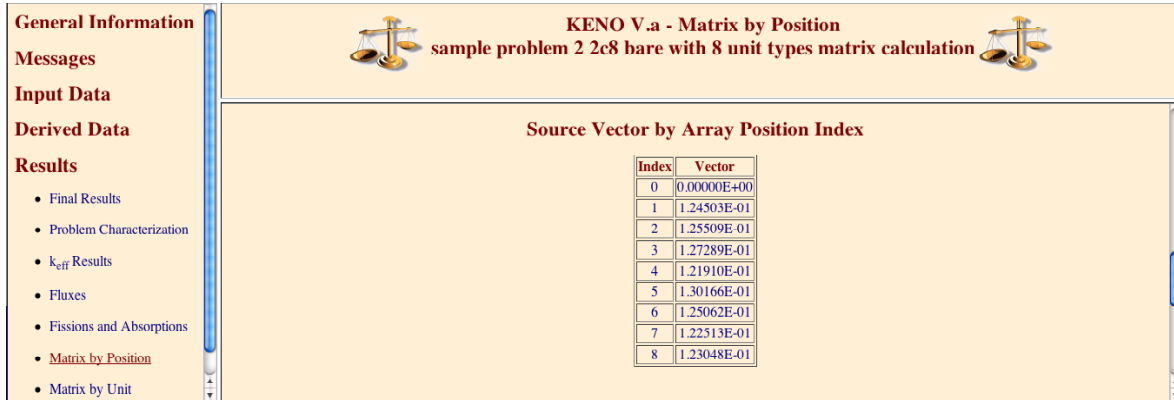 General Information
Messages
Input Data
Derived Data
Results
Final Results
Problem Characterization
keff Results
Fluxes
Fissions and Absorptions
Matrix by Position
Matrix by Unit
KENO V.a - Matrix by Position
sample problem 2 2c8 bare with 8 unit types matrix calculation
Source Vector by Array Position Index
Index Vector
0 0.00000E+00
1 1.24503E-01
2 1.25509E-01
3 1.27289E-01
4 1.21910E-01
5 1.30166E-01
6 1.25062E-01
7 1.22513E-01
8 1.23048E-01